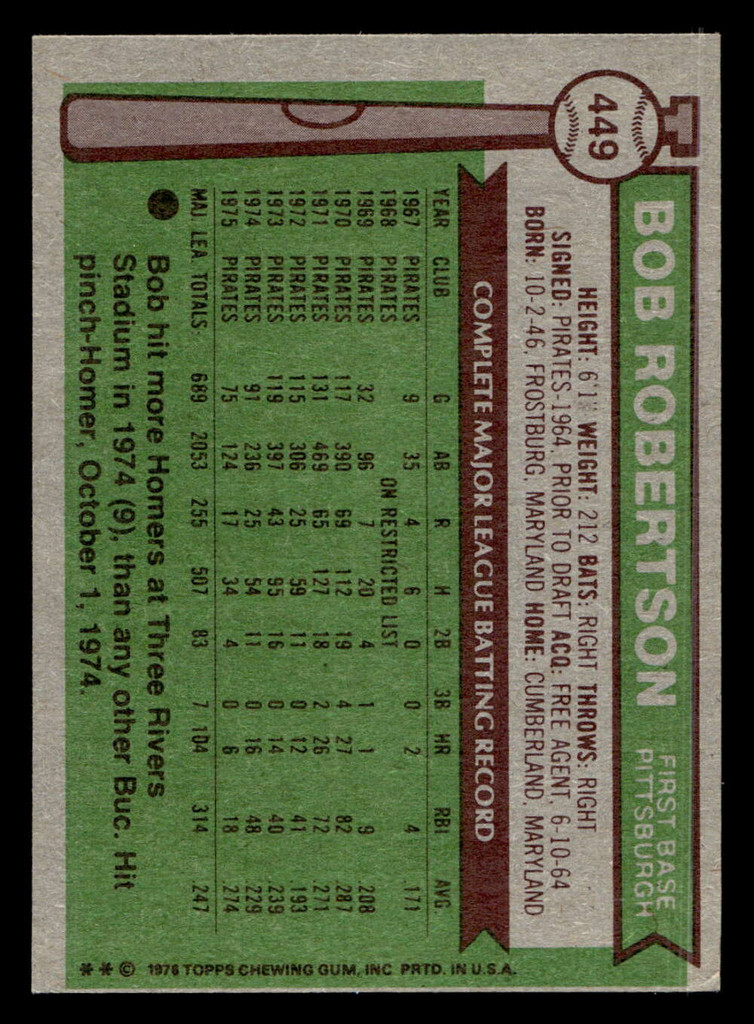 449
BOB ROBERTSON
FIRST BASE
PITTSBURGH
HEIGHT: 6'1" WEIGHT: 212 BATS: RIGHT THROWS: RIGHT
SIGNED: PIRATES-1964, PRIOR TO DRAFT ACQ: FREE AGENT, 6-10-64
BORN: 10-2-46, FROSTBURG, MARYLAND HOME: CUMBERLAND, MARYLAND
COMPLETE MAJOR LEAGUE BATTING RECORD
YEAR CLUB G AB R H 2B 3B HR RBI AVG.
1967 PIRATES 9 35 4 6 0 0 2 4 .171
1968 PIRATES ON RESTRICTED LIST
1969 PIRATES 32 96 7 20 4 1 1 9 .208
1970 PIRATES 117 390 69 112 19 4 27 82 .287
1971 PIRATES 131 469 65 127 18 2 26 72 .271
1972 PIRATES 115 306 25 59 11 0 12 41 .193
1973 PIRATES 119 397 43 95 16 0 14 40 .239
1974 PIRATES 91 236 25 54 11 0 16 48 .229
1975 PIRATES 75 124 17 34 4 0 6 18 .274
MAJ. LEA. TOTALS 689 2053 255 507 83 7 104 314 .247
Bob hit more Homers at Three Rivers
Stadium in 1974 (9), than any other Buc. Hit
pinch-Homer, October 1, 1974.
** © 1976 TOPPS CHEWING GUM, INC. PRTD. IN U.S.A.